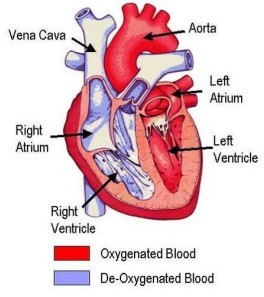 Vena Cava
Aorta
Left
Atrium
Right
Atrium
Left
Ventricle
Right
Ventricle
Oxygenated Blood
De-Oxygenated Blood